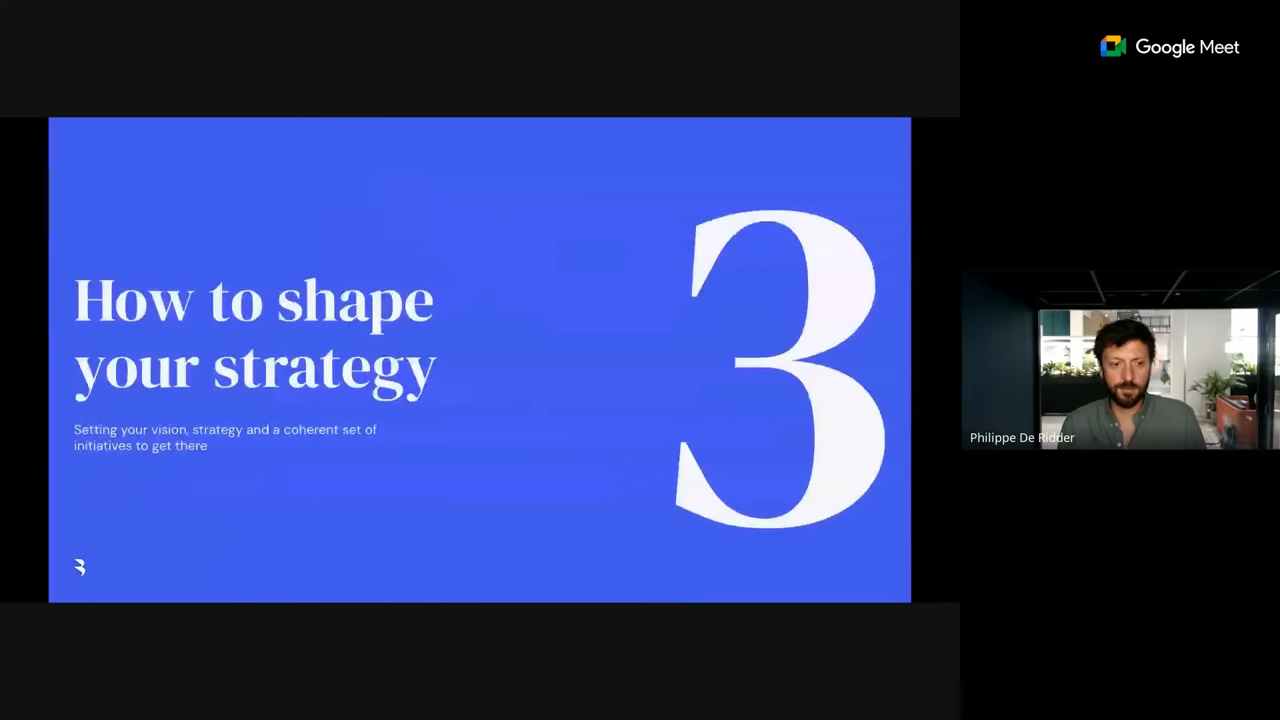 Google Meet
How to shape
your strategy
3
Setting your vision, strategy and a coherent set of
initiatives to get there
Philippe De Ridder